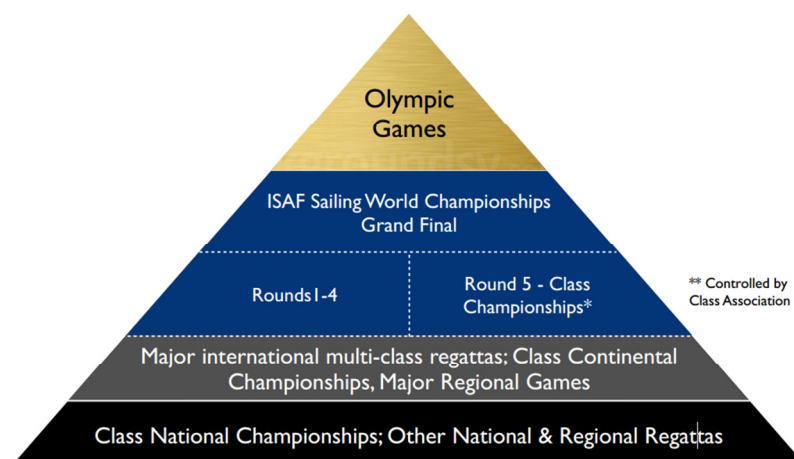 Olympic
Games
ISAF Sailing World Championships
Grand Final
Rounds1-4
Round 5 - Class
Championships*
** Controlled by
Class Association
Major international multi-class regattas; Class Continental
Championships, Major Regional Games
Class National Championships; Other National & Regional Regattas